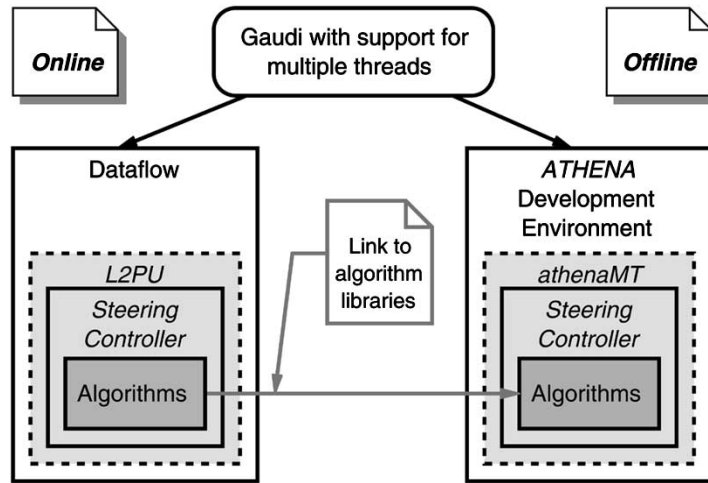 Online
Gaudi with support for
multiple threads
Offline
Dataflow
L2PU
Steering
Controller
Algorithms
Link to
algorithm
libraries
ATHENA
Development
Environment
athenaMT
Steering
Controller
Algorithms